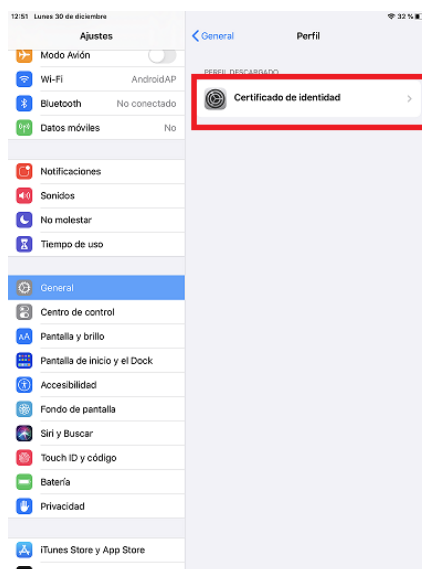 12:51 Lunes 30 de diciembre
32 %
Ajustes
General
Perfil
Modo Avión
Wi-Fi
AndroidAP
Bluetooth
No conectado
Datos móviles
No
Notificaciones
Sonidos
No molestar
Tiempo de uso
General
Centro de control
Pantalla y brillo
Pantalla de inicio y el Dock
Accesibilidad
Fondo de pantalla
Siri y Buscar
Touch ID y código
Batería
Privacidad
iTunes Store y App Store
PERFIL DESCARGADO
Certificado de identidad